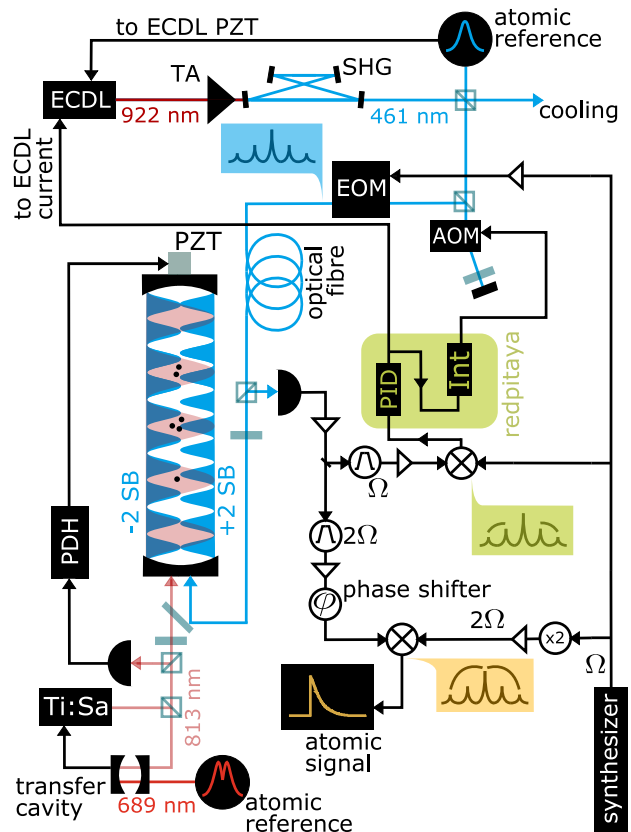 to ECDL PZT
atomic
reference
TA
SHG
ECDL
922 nm
461 nm
cooling
to ECDL
current
EOM
AOM
PZT
optical
fibre
PID
Int
redpitaya
-2 SB
+2 SB
Ω
2Ω
PDH
φ
phase shifter
2Ω
x2
Ω
813 nm
Ti:Sa
atomic
signal
synthesizer
transfer
cavity
689 nm
atomic
reference